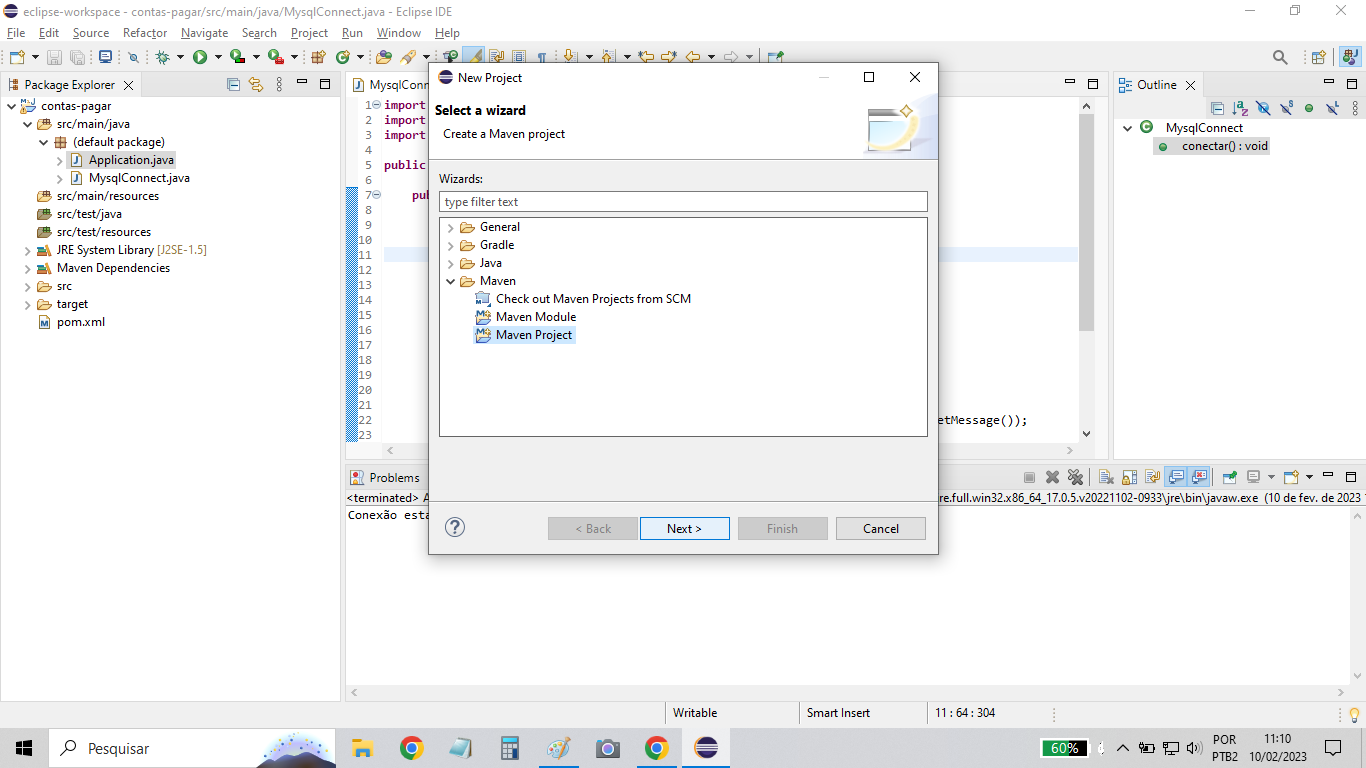 eclipse-workspace - contas-pagar/src/main/java/MysqlConnect.java - Eclipse IDE
File Edit Source Refactor Navigate Search Project Run Window Help
Package Explorer
contas-pagar
src/main/java
(default package)
Application.java
MysqlConnect.java
src/main/resources
src/test/java
src/test/resources
JRE System Library [J2SE-1.5]
Maven Dependencies
src
target
pom.xml
MysqlConn
1 import
2 import
3 import
4
5 public
6
7 pub
8
9
10
11
12
13
14
15
16
17
18
19
20
21
22 etMessage());
23
New Project
Select a wizard
Create a Maven project
Wizards:
type filter text
General
Gradle
Java
Maven
Check out Maven Projects from SCM
Maven Module
Maven Project
< Back Next > Finish Cancel
Outline
MysqlConnect
conectar() : void
Problems
<terminated> A re.full.win32.x86_64_17.0.5.v20221102-0933\jre\bin\javaw.exe (10 de fev. de 2023
Conexão esta
Writable Smart Insert 11 : 64 : 304
Pesquisar
60%
POR
PTB2
11:10
10/02/2023